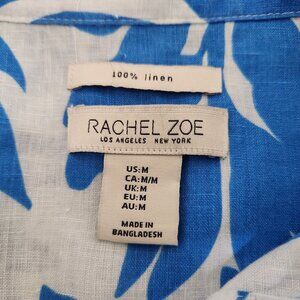 100% linen
RACHEL ZOE
LOS ANGELES NEW YORK
US:M
CA:M/M
UK:M
EU:M
AU:M
MADE IN
BANGLADESH